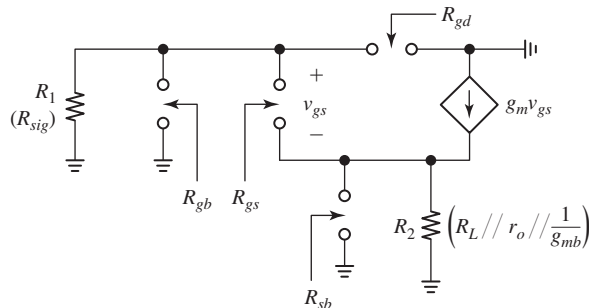 R_gd
R_1
(R_sig)
+
v_gs
−
g_m v_gs
R_gb
R_gs
R_2
(R_L // r_o // 1/g_mb)
R_sb